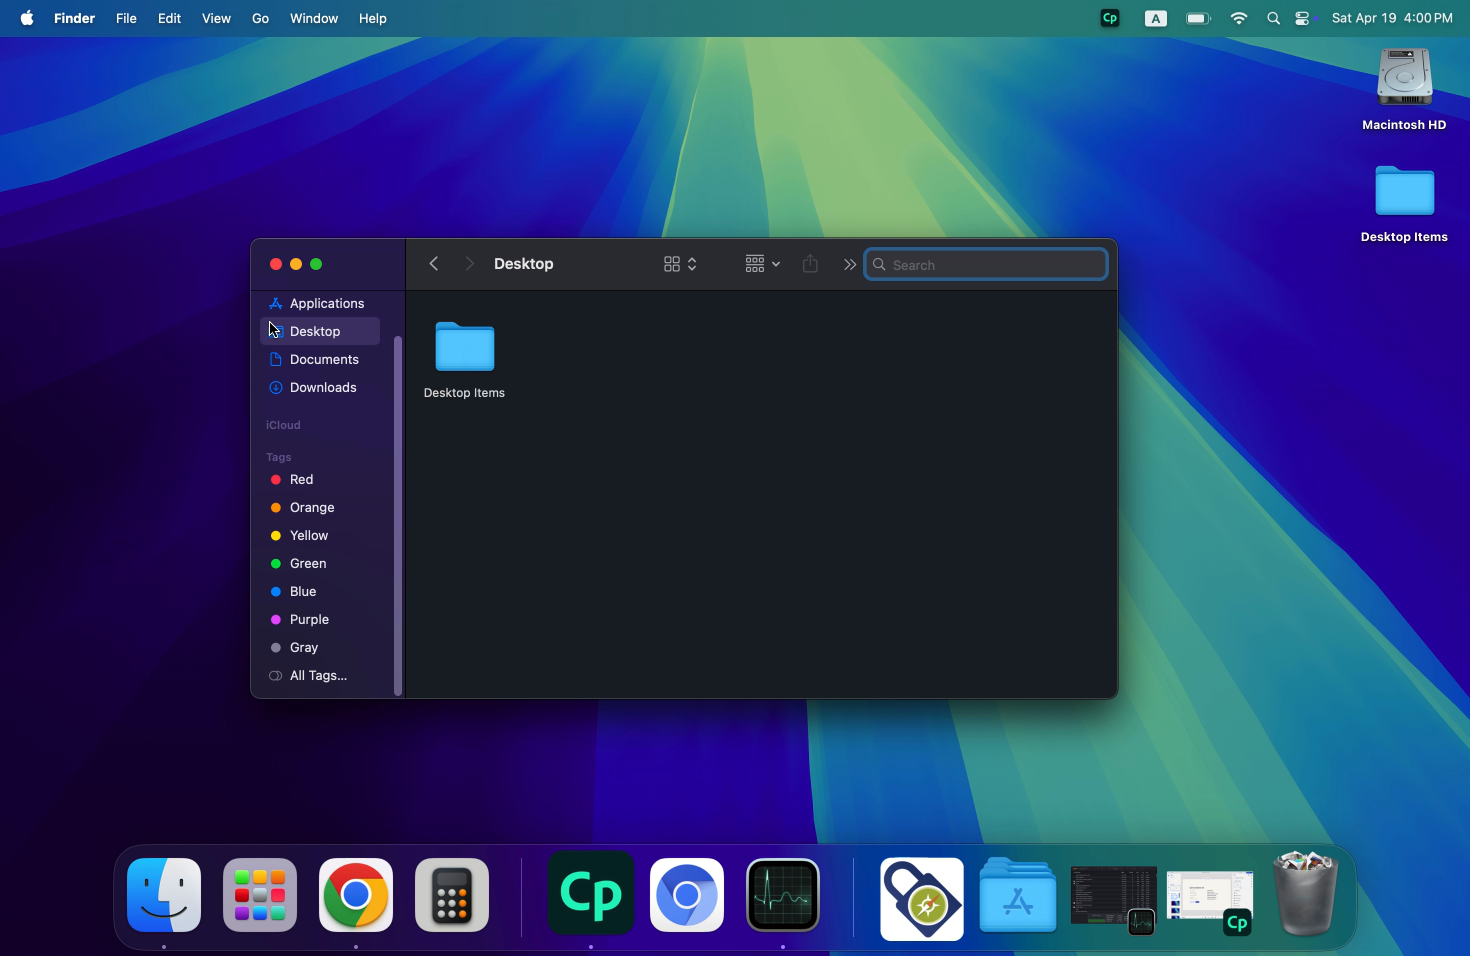 Finder File Edit View Go Window Help Cp A Sat Apr 19 4:00 PM
Macintosh HD
Desktop Items
Desktop
Search
Applications
Desktop
Documents
Downloads
iCloud
Tags
Red
Orange
Yellow
Green
Blue
Purple
Gray
All Tags...
Desktop Items
Cp
Cp